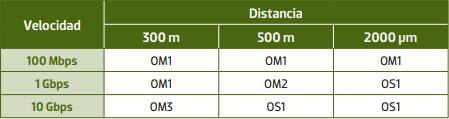 Velocidad Distancia
300 m 500 m 2000 µm
100 Mbps OM1 OM1 OM1
1 Gbps OM1 OM2 OS1
10 Gbps OM3 OS1 OS1